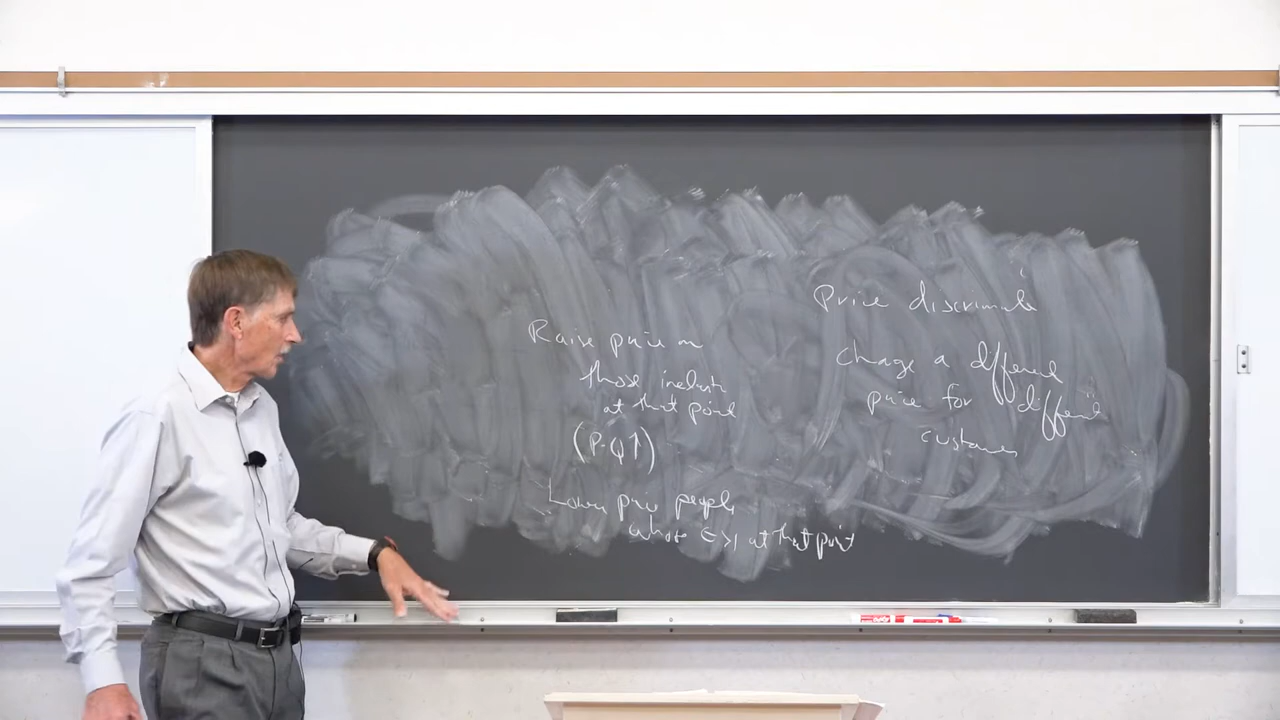 Raise price on
those inelastic
at that point
(P·Q↑)
Lower price people
whose ε>1 at that point
Price discriminate
Charge a different
price for different
customers